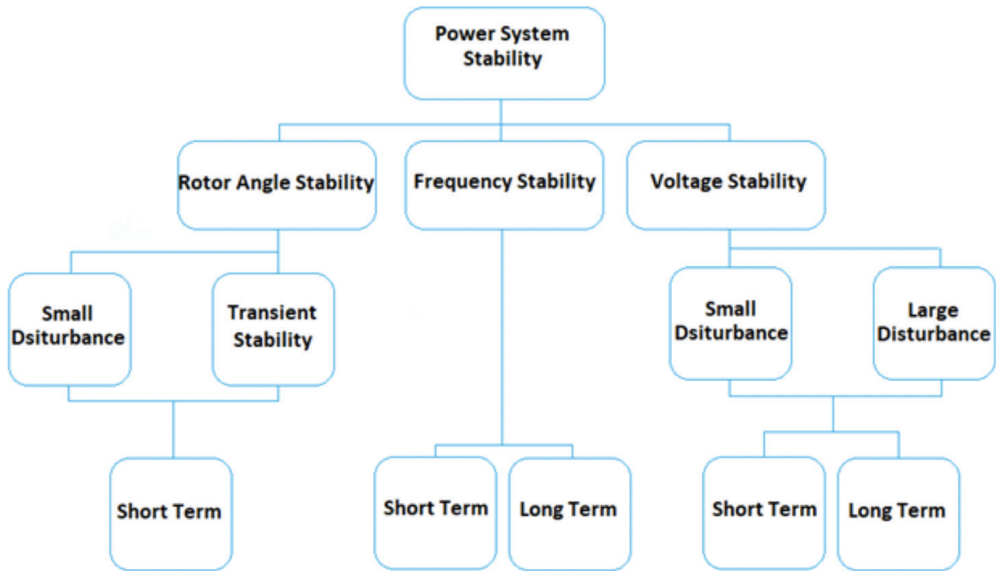 Power System
Stability
Rotor Angle Stability
Frequency Stability
Voltage Stability
Small
Dsiturbance
Transient
Stability
Small
Dsiturbance
Large
Disturbance
Short Term
Short Term
Long Term
Short Term
Long Term